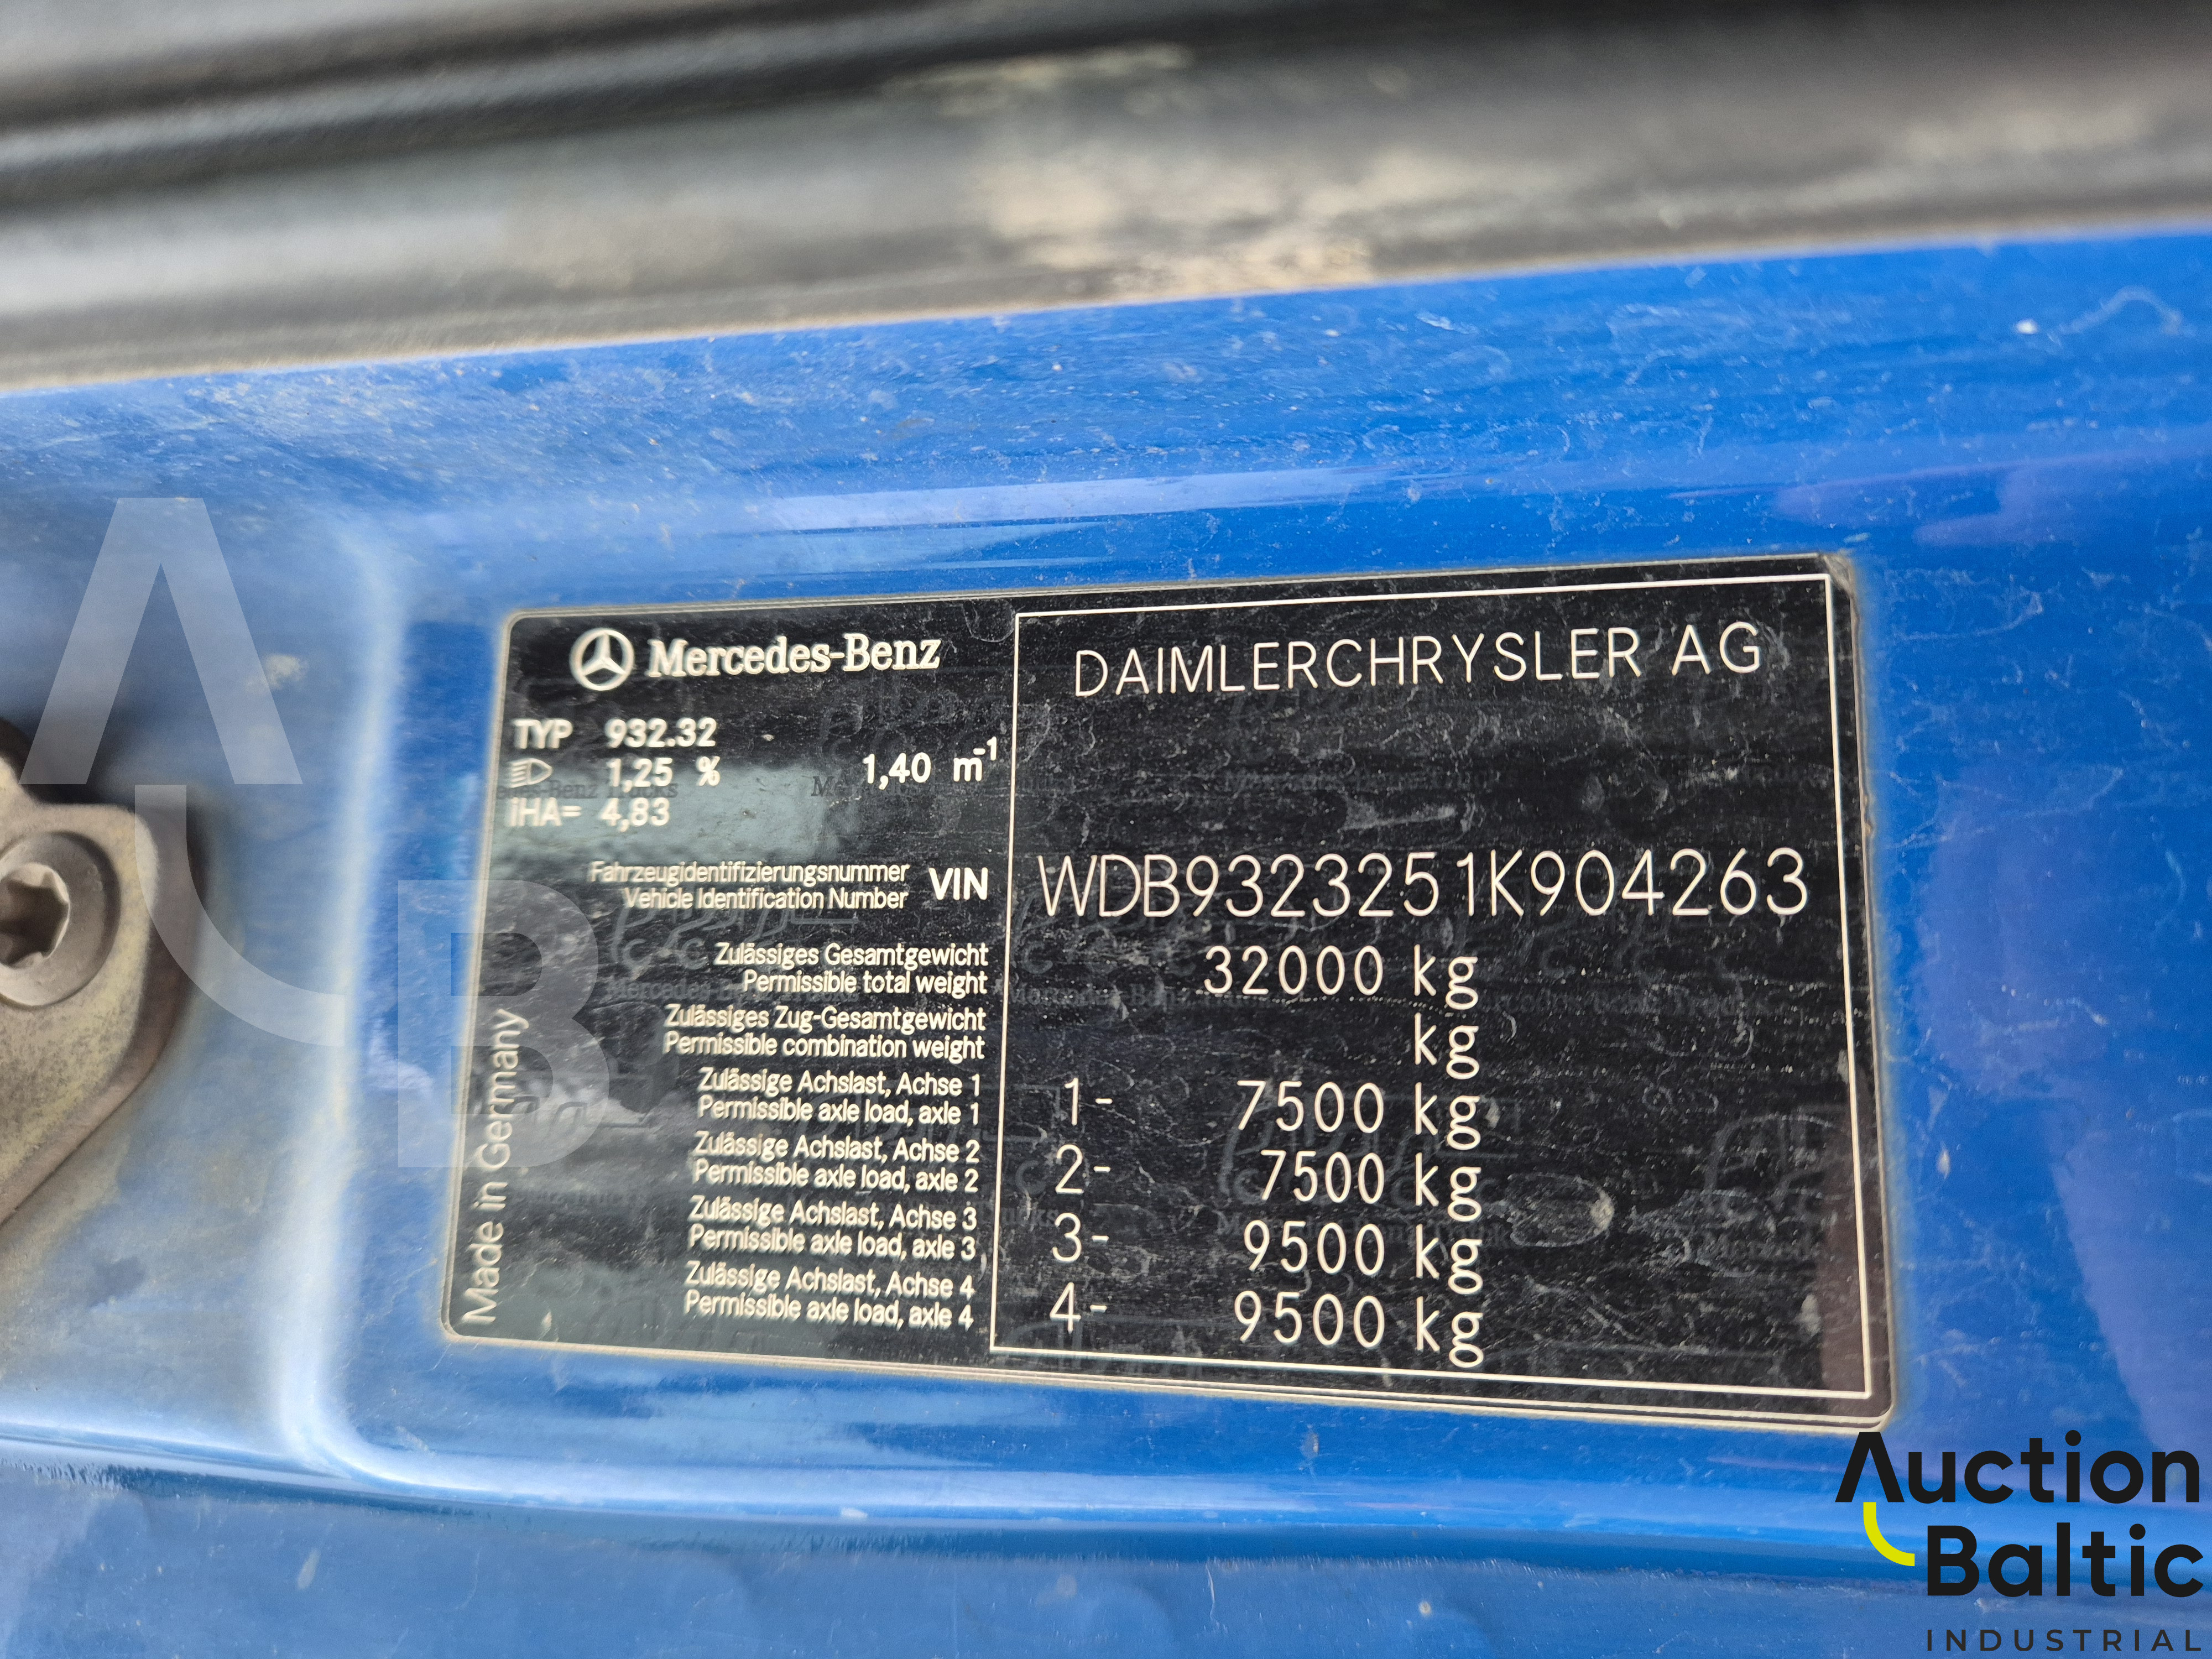 Mercedes-Benz
TYP 932.32
1,25 % 1,40 m-1
iHA= 4,83
DAIMLERCHRYSLER AG
Fahrzeugidentifizierungsnummer
Vehicle Identification Number
VIN WDB9323251K904263
Zulässiges Gesamtgewicht
Permissible total weight
32000 kg
Zulässiges Zug-Gesamtgewicht
Permissible combination weight
kg
Zulässige Achslast, Achse 1
Permissible axle load, axle 1
1- 7500 kg
Zulässige Achslast, Achse 2
Permissible axle load, axle 2
2- 7500 kg
Zulässige Achslast, Achse 3
Permissible axle load, axle 3
3- 9500 kg
Zulässige Achslast, Achse 4
Permissible axle load, axle 4
4- 9500 kg
Made in Germany
AB
Auction
Baltic
INDUSTRIAL